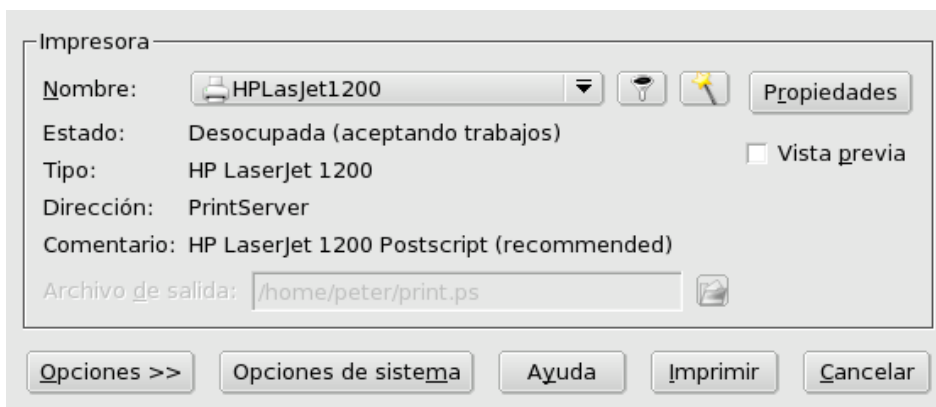 Impresora
Nombre: HPLasJet1200 Propiedades
Estado: Desocupada (aceptando trabajos)
Vista previa
Tipo: HP LaserJet 1200
Dirección: PrintServer
Comentario: HP LaserJet 1200 Postscript (recommended)
Archivo de salida: /home/peter/print.ps
Opciones >> Opciones de sistema Ayuda Imprimir Cancelar